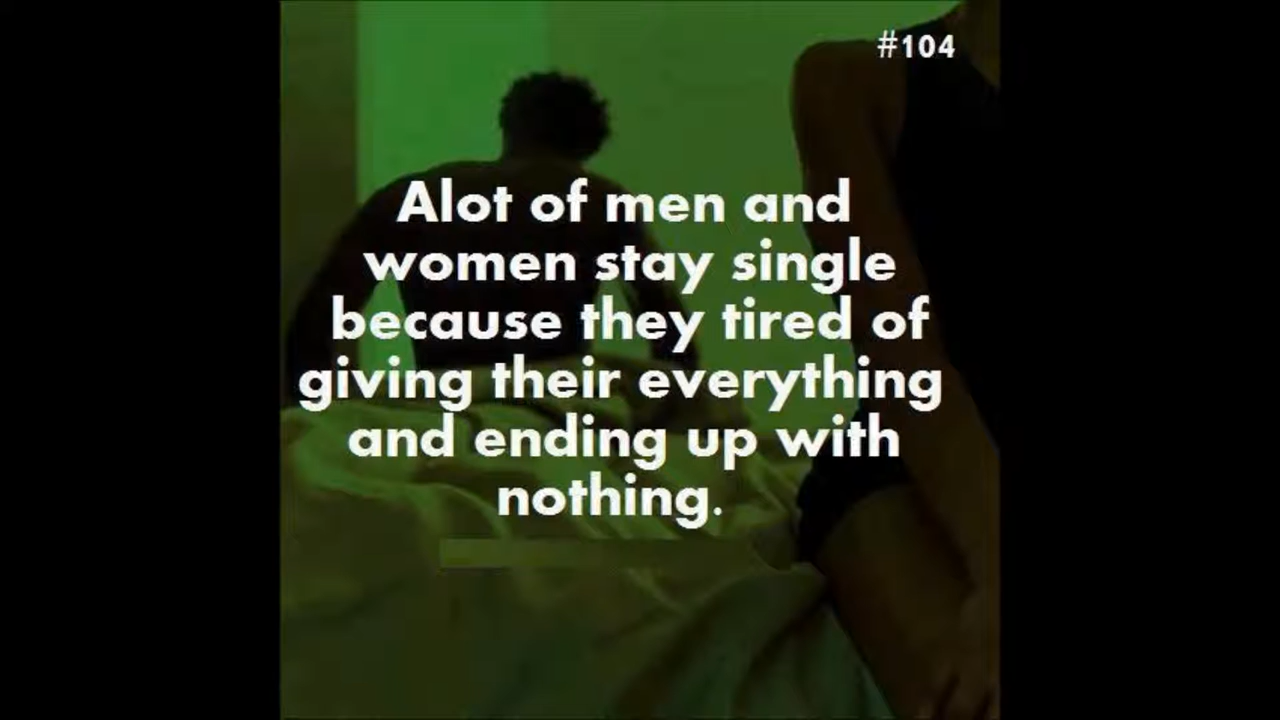 #104
Alot of men and
women stay single
because they tired of
giving their everything
and ending up with
nothing.